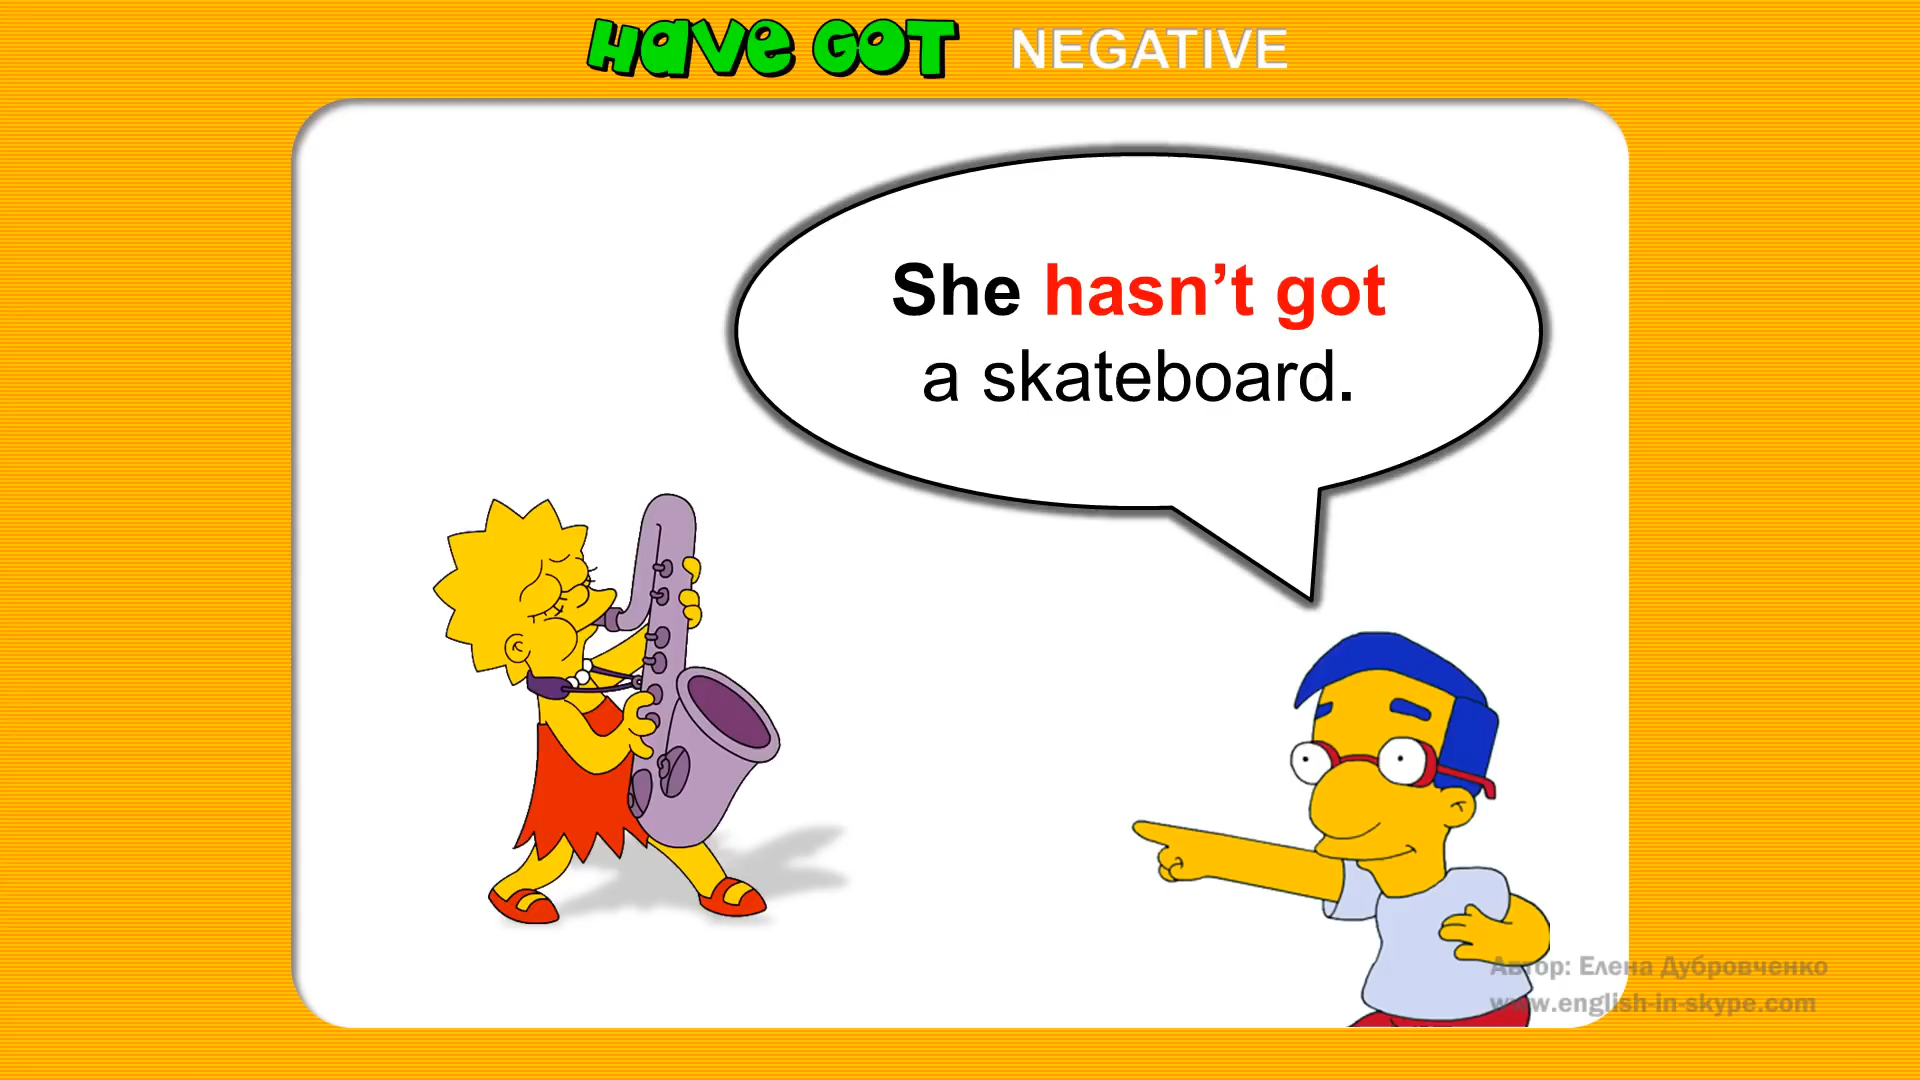 Have Got NEGATIVE
She hasn’t got
a skateboard.
Автор: Елена Дубровченко
www.english-in-skype.com